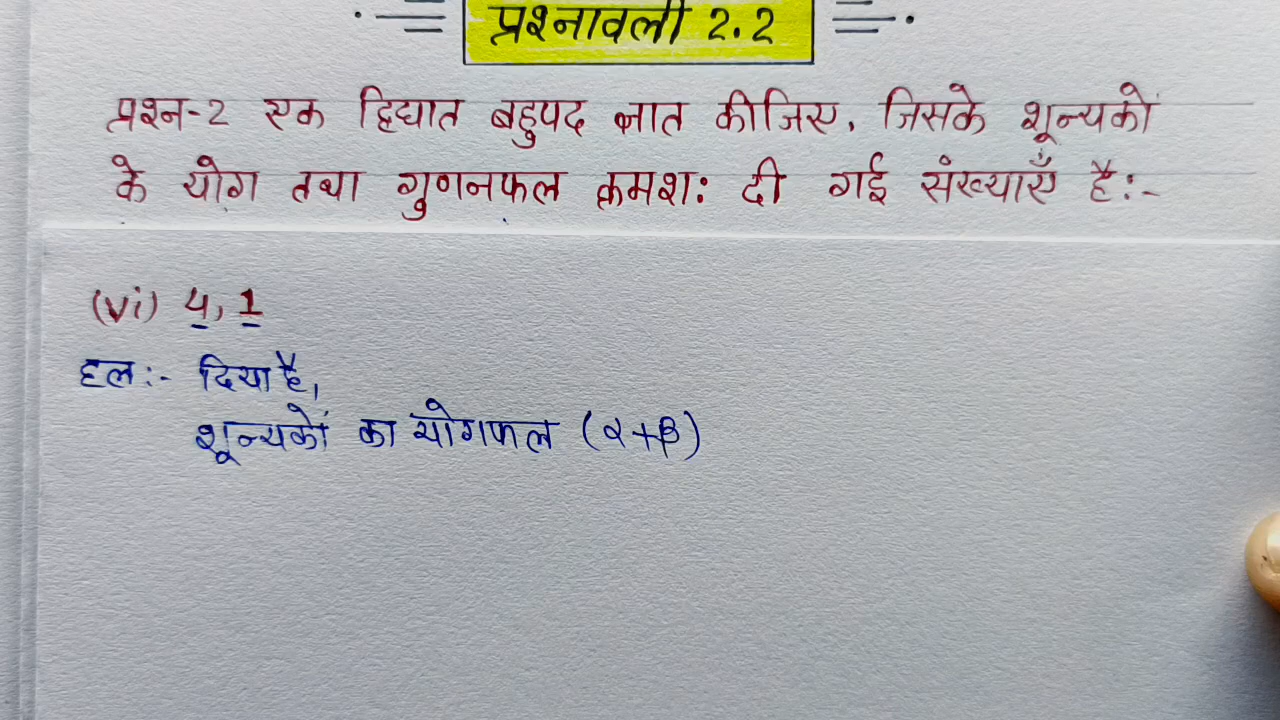 प्रश्नावली 2.2
प्रश्न-2 एक द्विघात बहुपद ज्ञात कीजिए, जिसके शून्यकों
के योग तथा गुणनफल क्रमश: दी गई संख्याएँ है:-
(vi) 4, 1
हल:- दिया है,
शून्यकों का योगफल (α+β)